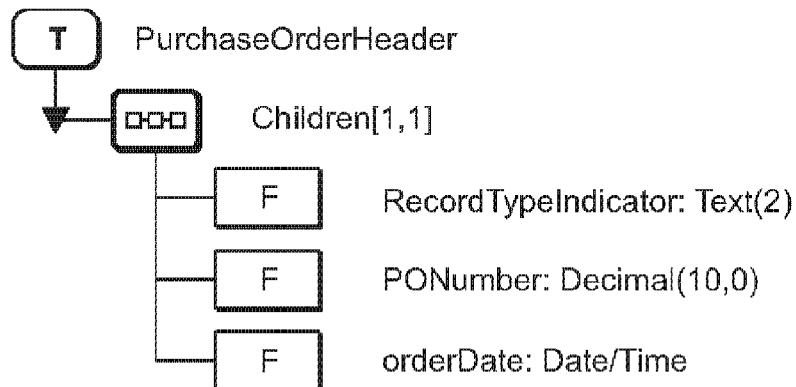 T PurchaseOrderHeader
Children[1,1]
F RecordTypeIndicator: Text(2)
F PONumber: Decimal(10,0)
F orderDate: Date/Time